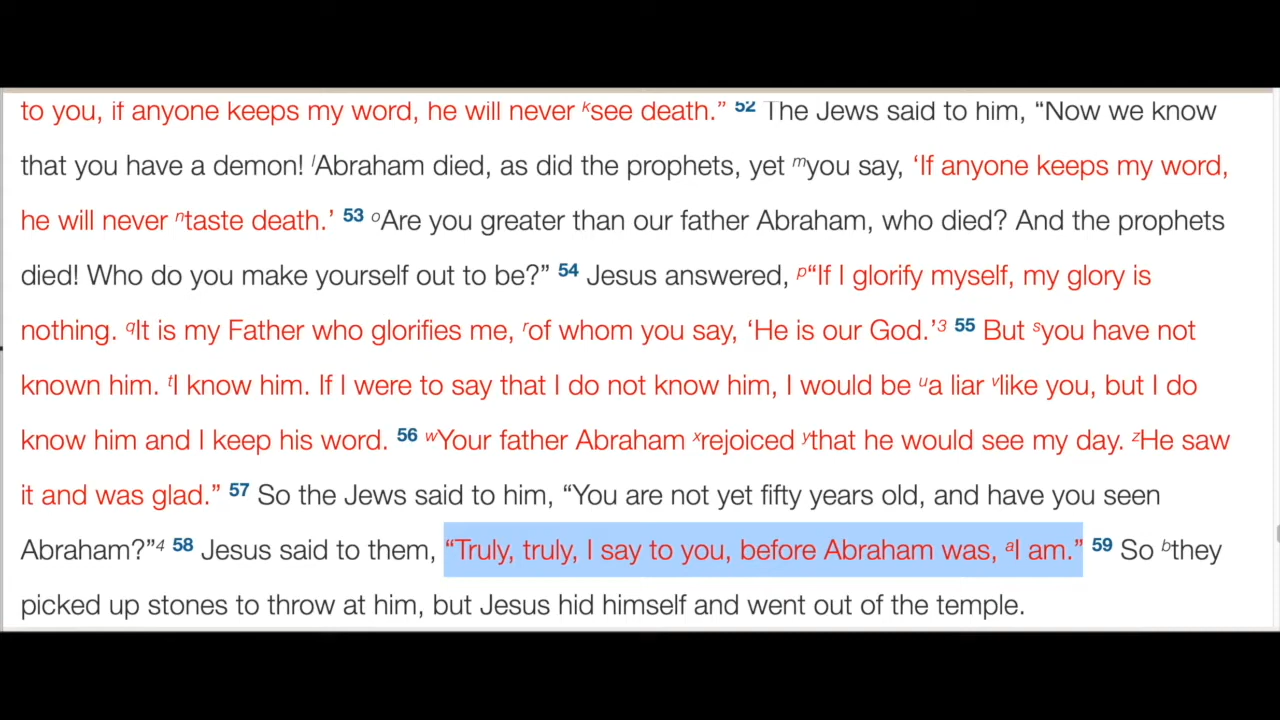 to you, if anyone keeps my word, he will never ksee death.” 52 The Jews said to him, “Now we know
that you have a demon! lAbraham died, as did the prophets, yet myou say, ‘If anyone keeps my word,
he will never ntaste death.’ 53 oAre you greater than our father Abraham, who died? And the prophets
died! Who do you make yourself out to be?” 54 Jesus answered, p“If I glorify myself, my glory is
nothing. qIt is my Father who glorifies me, rof whom you say, ‘He is our God.’3 55 But syou have not
known him. tI know him. If I were to say that I do not know him, I would be ua liar vlike you, but I do
know him and I keep his word. 56 wYour father Abraham xrejoiced ythat he would see my day. zHe saw
it and was glad.” 57 So the Jews said to him, “You are not yet fifty years old, and have you seen
Abraham?”4 58 Jesus said to them, “Truly, truly, I say to you, before Abraham was, aI am.” 59 So bthey
picked up stones to throw at him, but Jesus hid himself and went out of the temple.